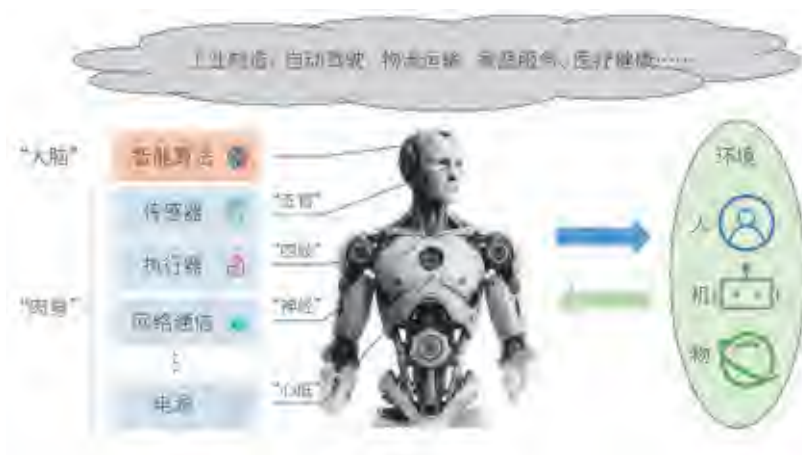 工业制造、自动驾驶、物流运输、家庭服务、医疗健康……
“大脑”
智能算法
环境
传感器
“五官”
人
执行器
“四肢”
机
“肉身”
网络通信
“神经”
物
电源
“心脏”